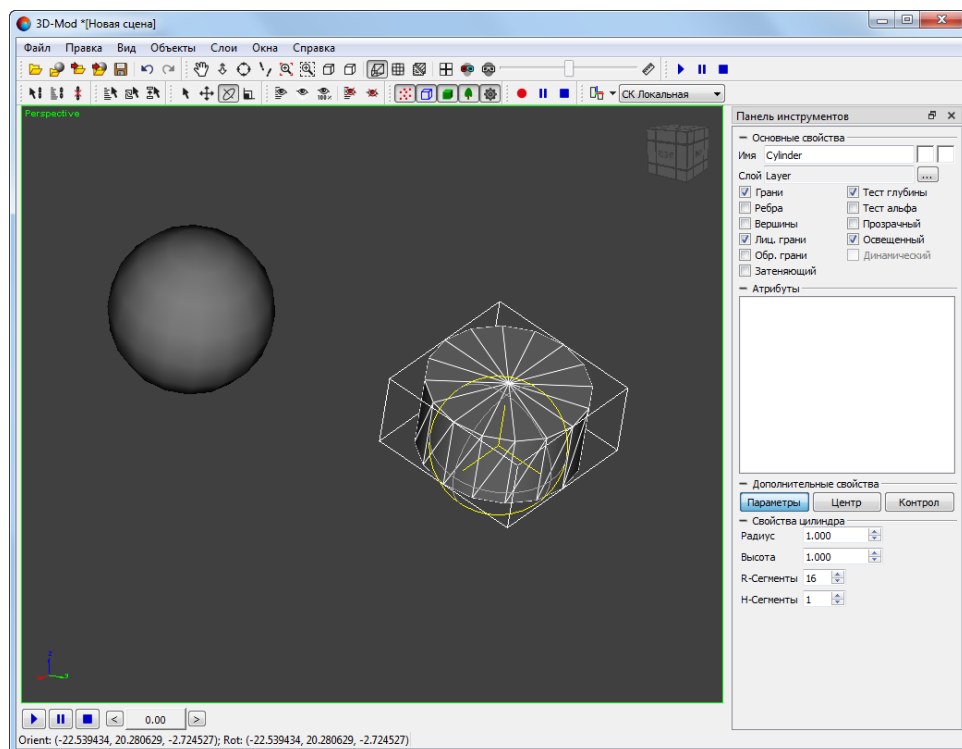 3D-Mod *[Новая сцена]
Файл Правка Вид Объекты Слои Окна Справка
100%
СК Локальная
Perspective
Панель инструментов
Основные свойства
Имя Cylinder
Слой Layer ...
Грани Тест глубины
Ребра Тест альфа
Вершины Прозрачный
Лиц. грани Освещенный
Обр. грани Динамический
Затеняющий
Атрибуты
Дополнительные свойства
Параметры Центр Контрол
Свойства цилиндра
Радиус 1.000
Высота 1.000
R-Сегменты 16
H-Сегменты 1
z
y
< 0.00 >
Orient: (-22.539434, 20.280629, -2.724527); Rot: (-22.539434, 20.280629, -2.724527)